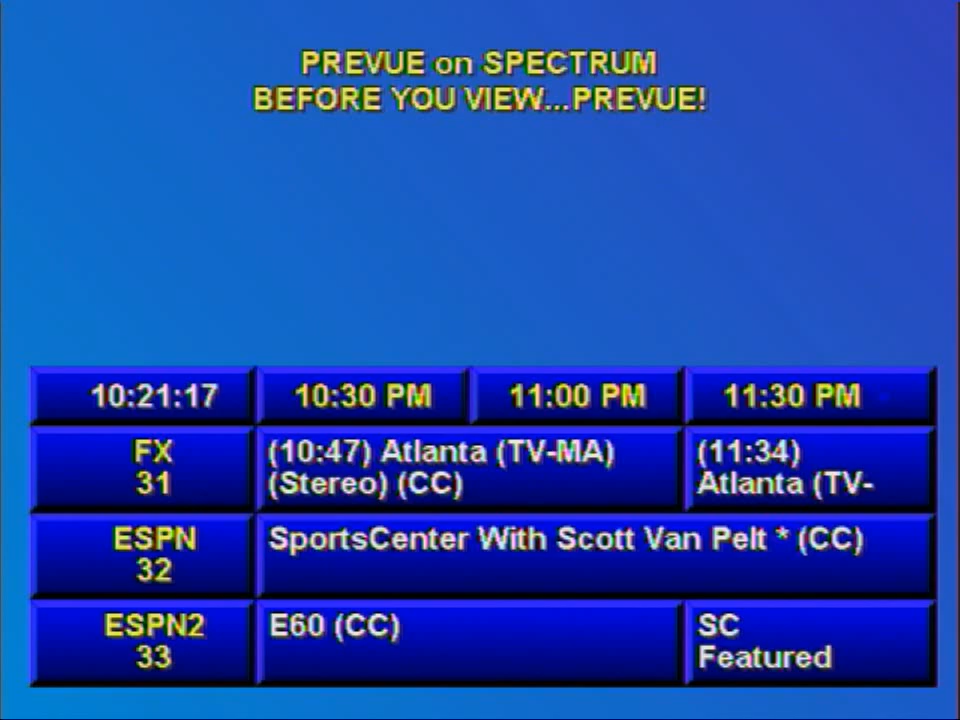 PREVUE on SPECTRUM
BEFORE YOU VIEW...PREVUE!
10:21:17 10:30 PM 11:00 PM 11:30 PM
FX
31
(10:47) Atlanta (TV-MA)
(Stereo) (CC)
(11:34)
Atlanta (TV-
ESPN
32
SportsCenter With Scott Van Pelt * (CC)
ESPN2
33
E60 (CC)
SC
Featured